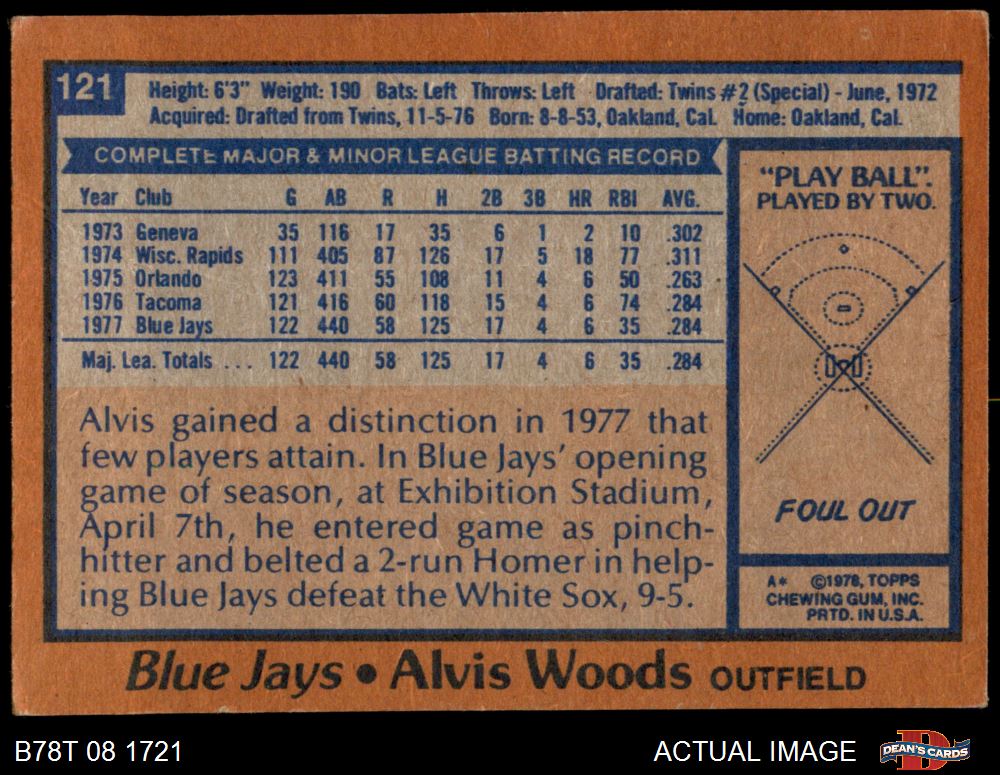 121
Height: 6'3" Weight: 190 Bats: Left Throws: Left Drafted: Twins #2 (Special) - June, 1972
Acquired: Drafted from Twins, 11-5-76 Born: 8-8-53, Oakland, Cal. Home: Oakland, Cal.
COMPLETE MAJOR & MINOR LEAGUE BATTING RECORD
Year Club G AB R H 2B 3B HR RBI AVG.
1973 Geneva 35 116 17 35 6 1 2 10 .302
1974 Wisc. Rapids 111 405 87 126 17 5 18 77 .311
1975 Orlando 123 411 55 108 11 4 6 50 .263
1976 Tacoma 121 416 60 118 15 4 6 74 .284
1977 Blue Jays 122 440 58 125 17 4 6 35 .284
Maj. Lea. Totals . . . 122 440 58 125 17 4 6 35 .284
Alvis gained a distinction in 1977 that
few players attain. In Blue Jays' opening
game of season, at Exhibition Stadium,
April 7th, he entered game as pinch-
hitter and belted a 2-run Homer in help-
ing Blue Jays defeat the White Sox, 9-5.
"PLAY BALL".
PLAYED BY TWO.
FOUL OUT
A* ©1978, TOPPS
CHEWING GUM, INC.
PRTD. IN U.S.A.
Blue Jays • Alvis Woods OUTFIELD
B78T 08 1721
ACTUAL IMAGE
D
DEAN'S CARDS